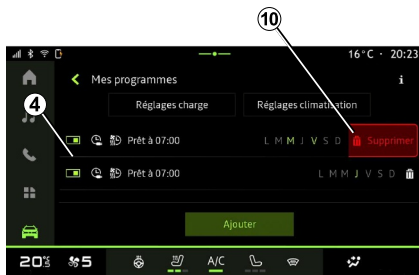 10
16°C · 20:23
Mes programmes i
4
Réglages charge Réglages climatisation
Prêt à 07:00 L M M J V S D Supprimer
Prêt à 07:00 L M M J V S D
Ajouter
20.5 5 A/C